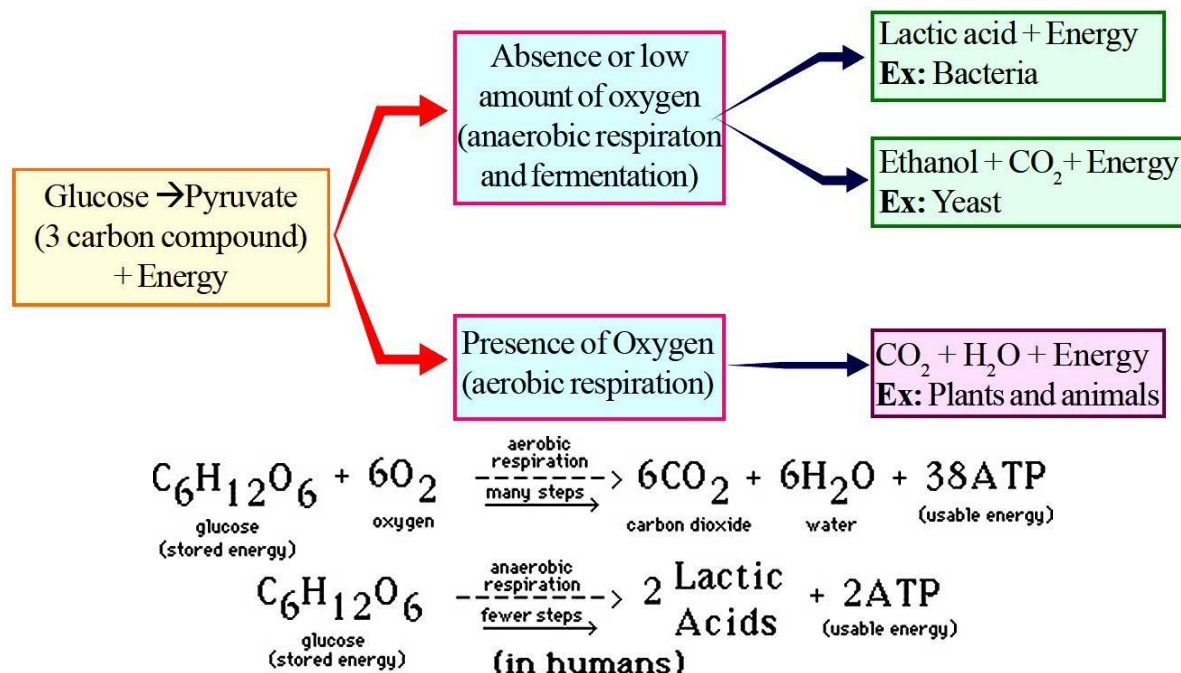 Glucose →Pyruvate
(3 carbon compound)
+ Energy
Absence or low
amount of oxygen
(anaerobic respiraton
and fermentation)
Lactic acid + Energy
Ex: Bacteria
Ethanol + CO₂ + Energy
Ex: Yeast
Presence of Oxygen
(aerobic respiration)
CO₂ + H₂O + Energy
Ex: Plants and animals
C₆H₁₂O₆ + 6O₂ aerobic respiration many steps > 6CO₂ + 6H₂O + 38ATP
glucose (stored energy) oxygen carbon dioxide water (usable energy)
C₆H₁₂O₆ anaerobic respiration fewer steps > 2 Lactic Acids + 2ATP
glucose (stored energy) (in humans) (usable energy)